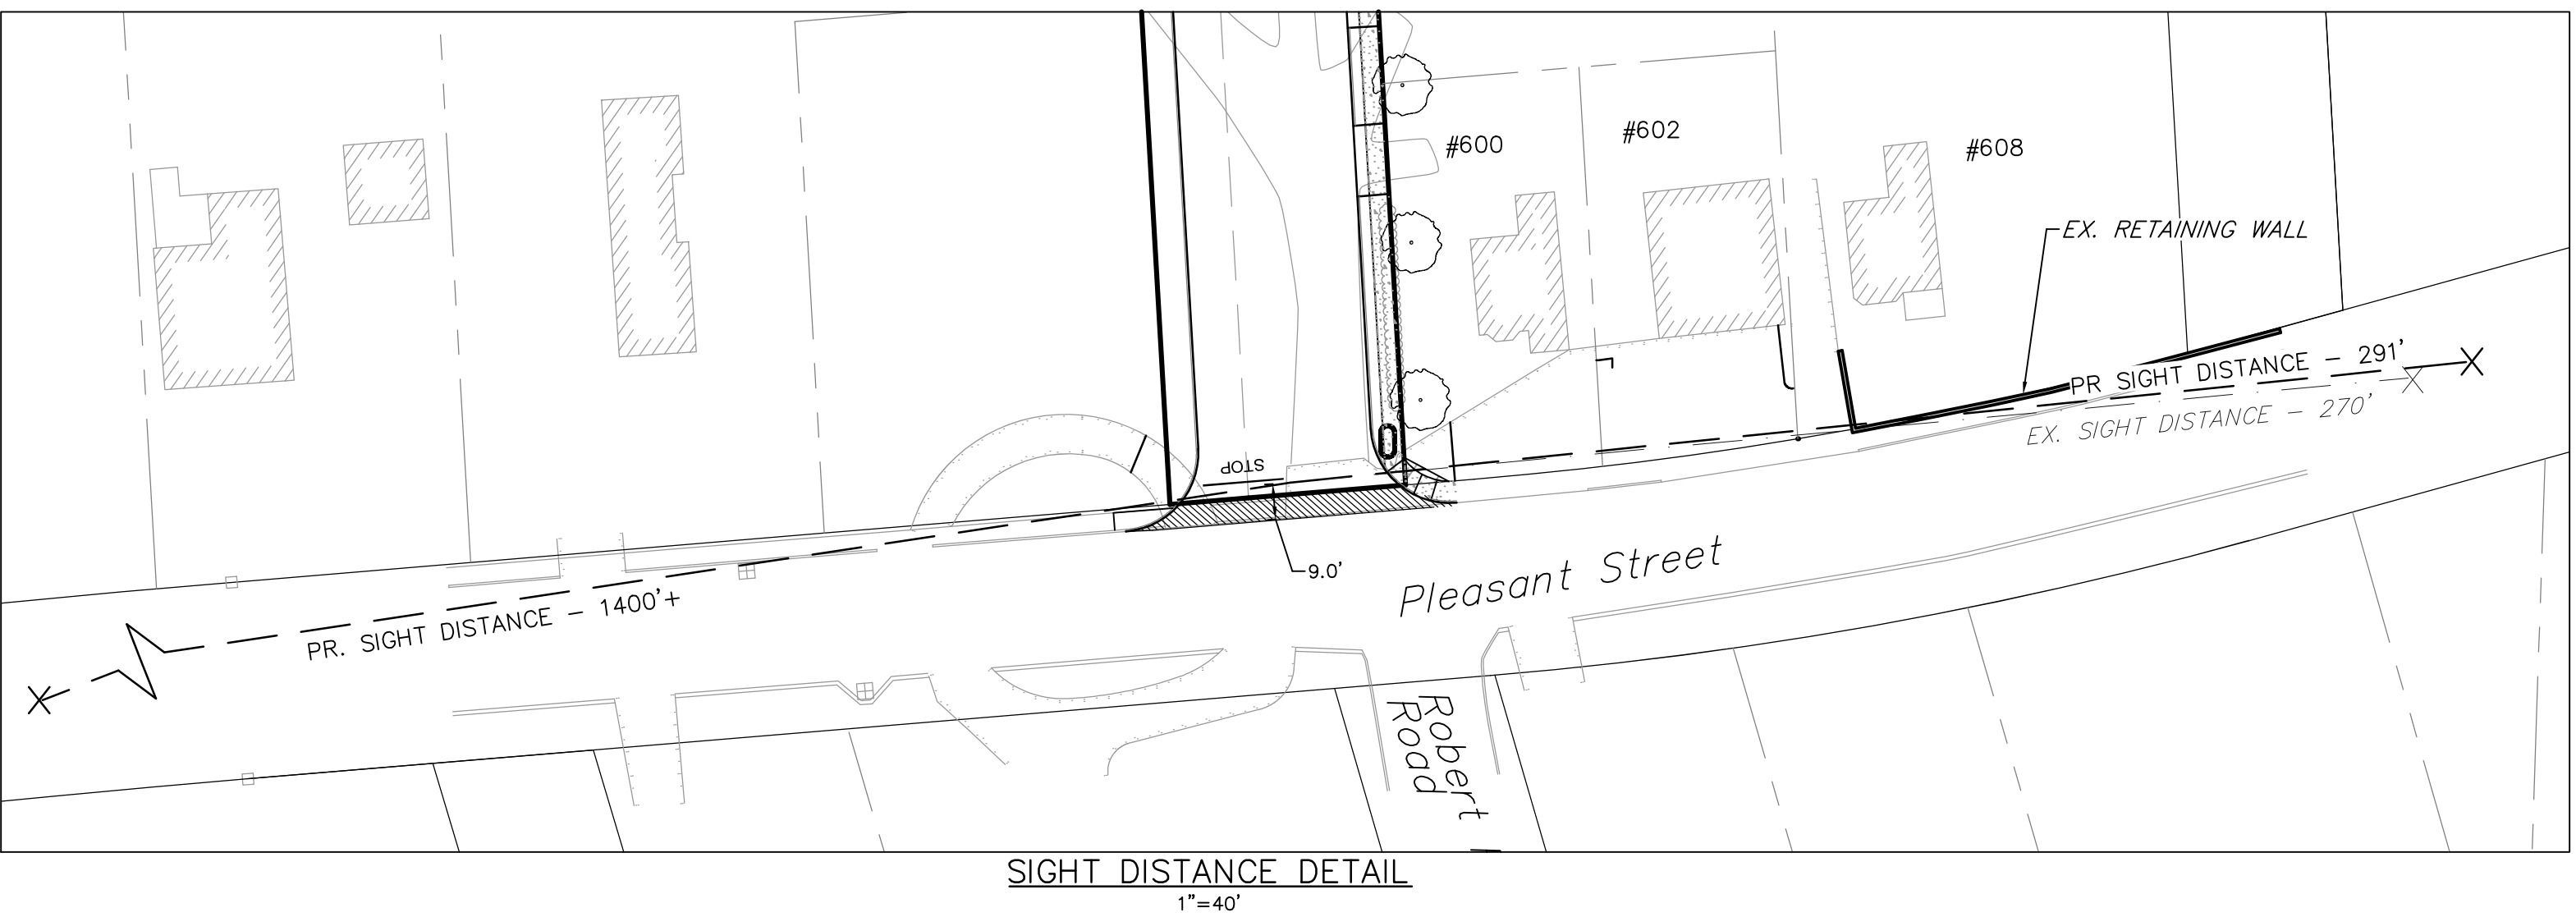 #600
#602
#608
EX. RETAINING WALL
PR SIGHT DISTANCE - 291'
EX. SIGHT DISTANCE - 270'
STOP
9.0'
Pleasant Street
PR. SIGHT DISTANCE - 1400'+
Robert
Road
SIGHT DISTANCE DETAIL
1"=40'